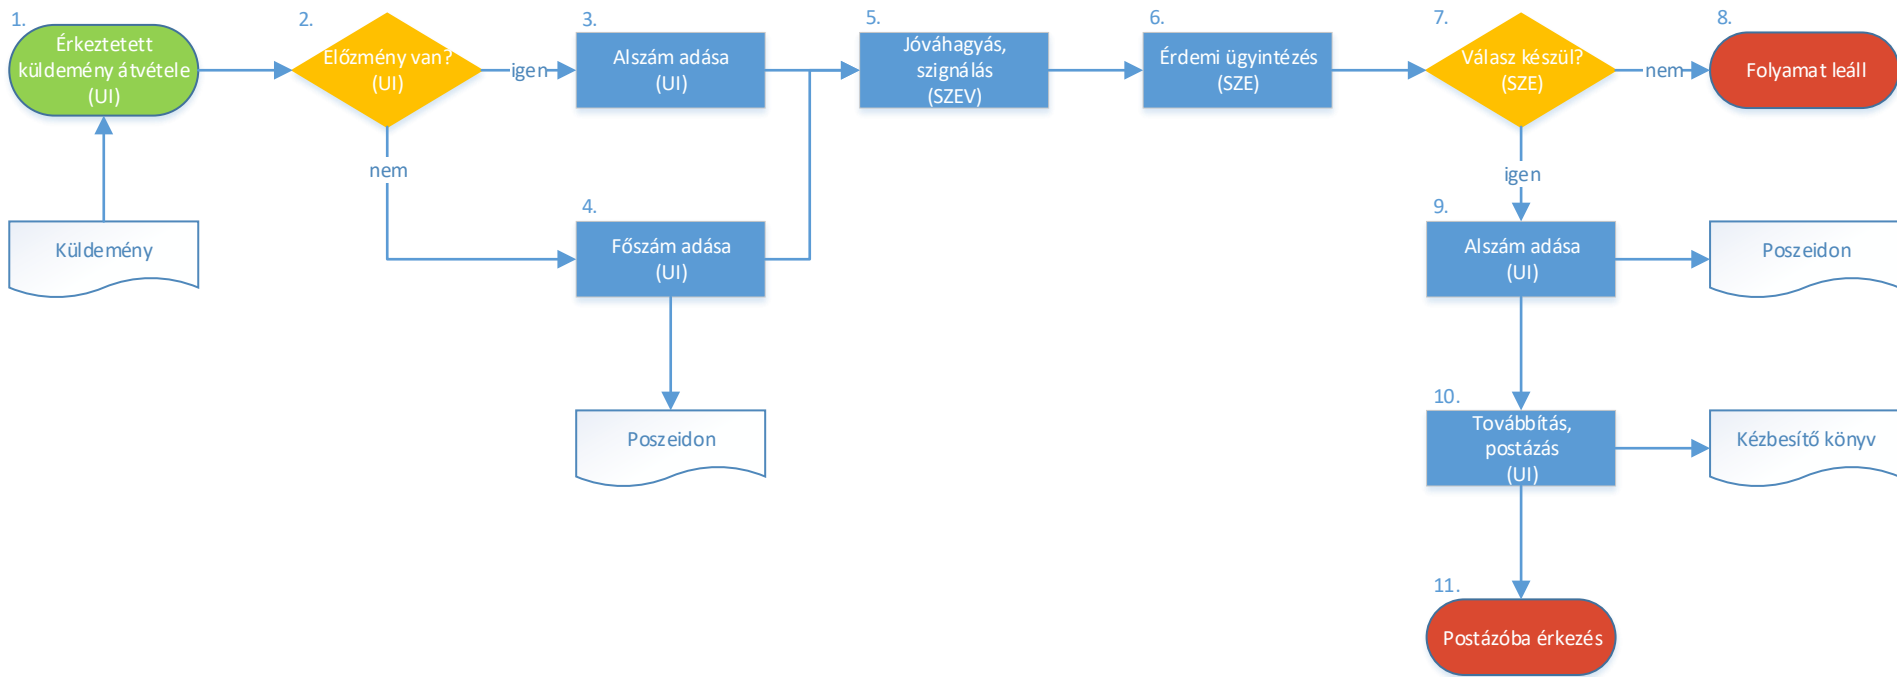 1.
Érkeztetett
küldemény átvétele
(UI)
2.
Előzmény van?
(UI)
igen
nem
3.
Alszám adása
(UI)
5.
Jóváhagyás,
szignálás
(SZEV)
6.
Érdemi ügyintézés
(SZE)
7.
Válasz készül?
(SZE)
nem
8.
Folyamat leáll
igen
Küldemény
4.
Főszám adása
(UI)
9.
Alszám adása
(UI)
Poszeidon
Poszeidon
10.
Továbbítás,
postázás
(UI)
Kézbesítő könyv
11.
Postázóba érkezés